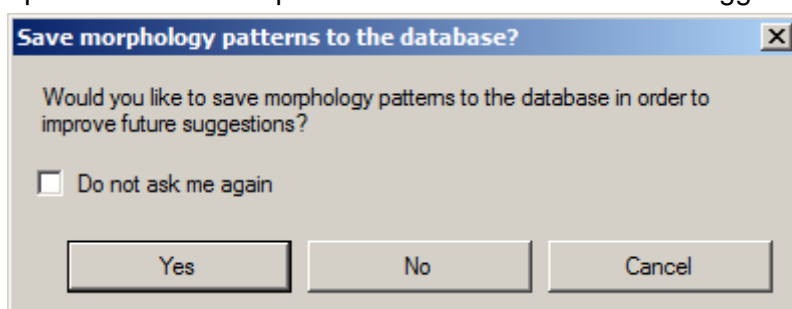 Save morphology patterns to the database?
Would you like to save morphology patterns to the database in order to
improve future suggestions?
Do not ask me again
Yes No Cancel